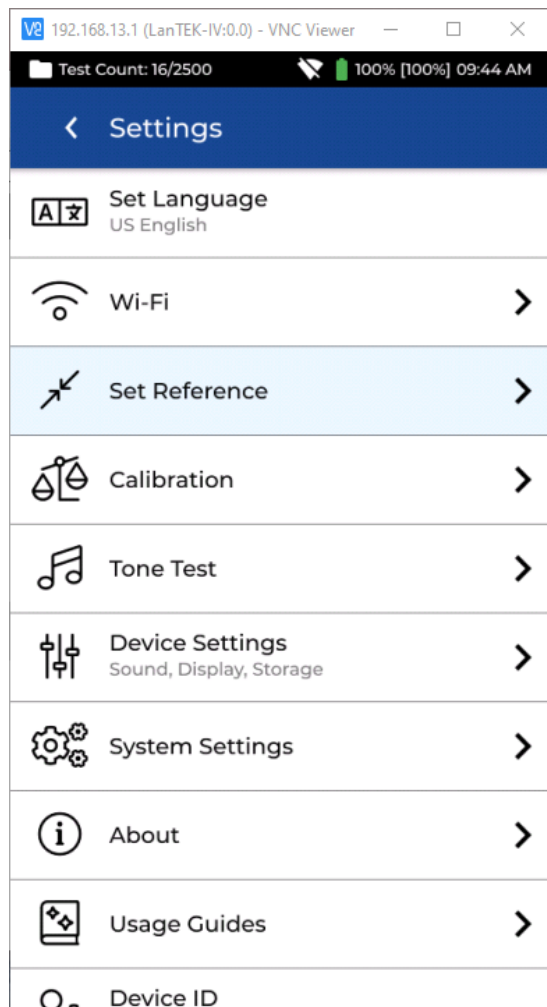 V2 192.168.13.1 (LanTEK-IV:0.0) - VNC Viewer
Test Count: 16/2500 100% [100%] 09:44 AM
Settings
A 文
Set Language
US English
Wi-Fi
Set Reference
Calibration
Tone Test
Device Settings
Sound, Display, Storage
System Settings
i
About
Usage Guides
Device ID